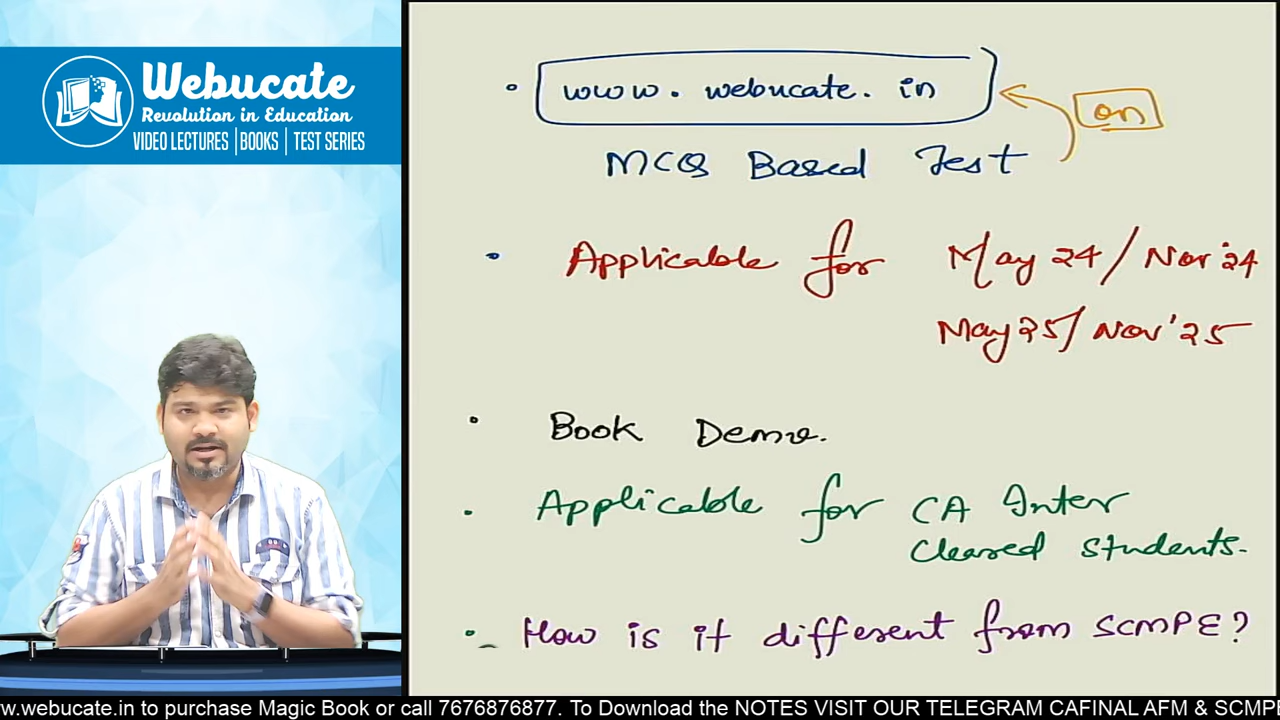 Webucate
Revolution in Education
VIDEO LECTURES | BOOKS | TEST SERIES
www. webucate. in
on
MCQ Based Test
Applicable for May 24 / Nov'24
May 25 / Nov'25
Book Demo.
Applicable for CA Inter
Cleared Students.
How is it different from SCMPE?
w.webucate.in to purchase Magic Book or call 7676876877. To Download the NOTES VISIT OUR TELEGRAM CAFINAL AFM & SCMP